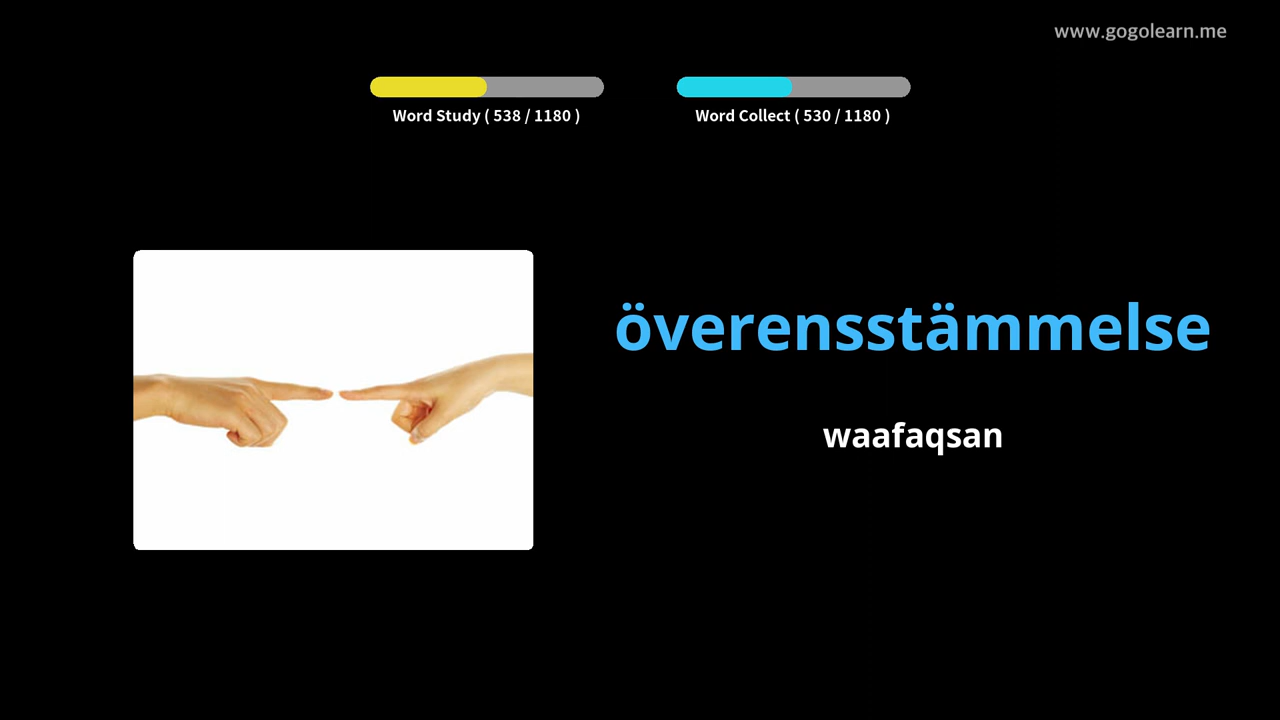 www.gogolearn.me
Word Study ( 538 / 1180 )
Word Collect ( 530 / 1180 )
överensstämmelse
waafaqsan